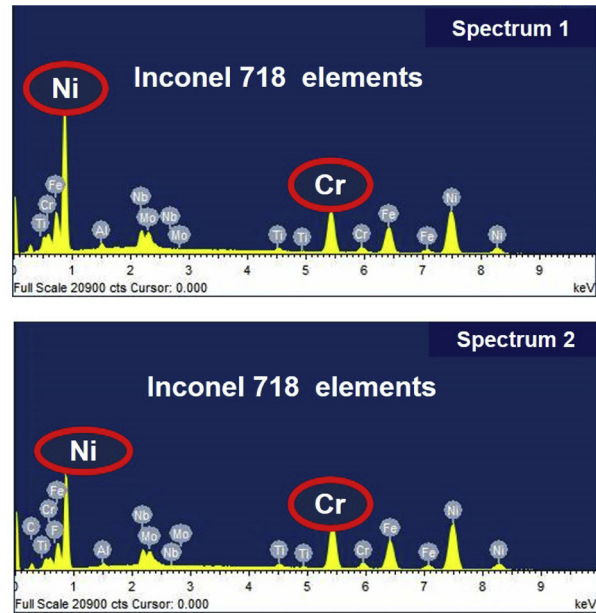 Spectrum 1
Inconel 718 elements
Ni
Cr
Fe
Cr
Ti
Al
Nb
Mo
Nb
Mo
Ti
Ti
Cr
Fe
Fe
Ni
Ni
0 1 2 3 4 5 6 7 8 9
Full Scale 20900 cts Cursor: 0.000 keV
Spectrum 2
Inconel 718 elements
Ni
Cr
Fe
Cr
C
F
Ti
Al
Nb
Mo
Mo
Nb
Ti
Ti
Cr
Fe
Fe
Ni
Ni
0 1 2 3 4 5 6 7 8 9
Full Scale 20900 cts Cursor: 0.000 keV